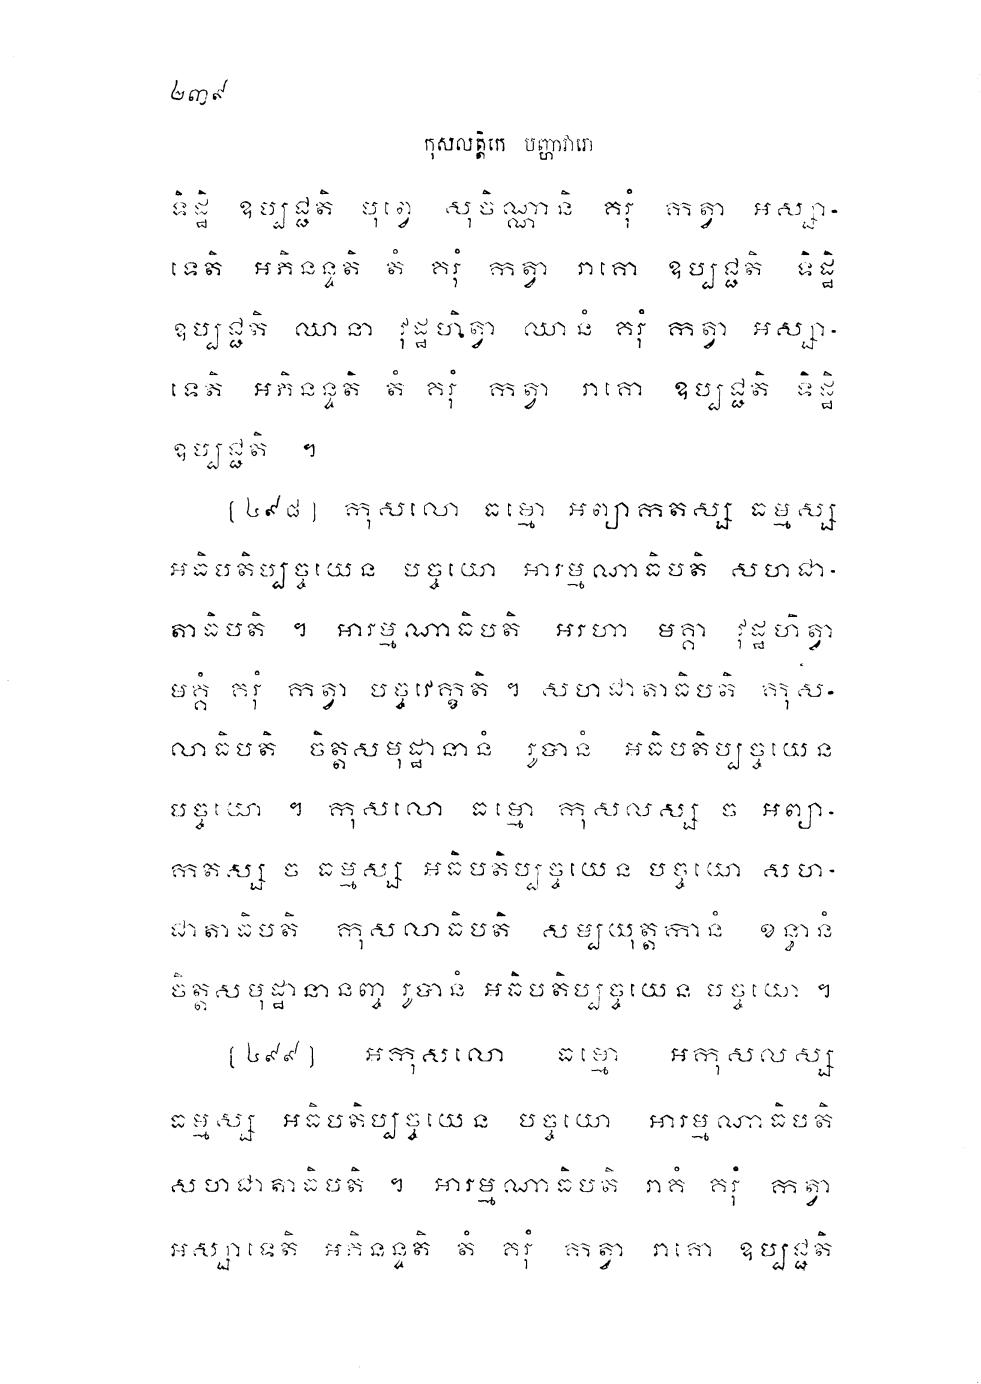 ២៣៩
កុសលត្តិកេ បញ្ហាវារោ
ទិដ្ឋិ ឧប្បជ្ជតិ បុព្វេ សុចិណ្ណានិ គរុំ កត្វា អស្សា-
ទេតិ អភិនន្ទតិ តំ គរុំ កត្វា រាគោ ឧប្បជ្ជតិ ទិដ្ឋិ
ឧប្បជ្ជតិ ឈានា វុដ្ឋហិត្វា ឈានំ គរុំ កត្វា អស្សា-
ទេតិ អភិនន្ទតិ តំ គរុំ កត្វា រាគោ ឧប្បជ្ជតិ ទិដ្ឋិ
ឧប្បជ្ជតិ ។
[៤៩៨] កុសលោ ធម្មោ អព្យាកតស្ស ធម្មស្ស
អធិបតិប្បច្ចយេន បច្ចយោ អារម្មណាធិបតិ សហជា-
តាធិបតិ ។ អារម្មណាធិបតិ អរហា មគ្គា វុដ្ឋហិត្វា
មគ្គំ គរុំ កត្វា បច្ចវេក្ខតិ ។ សហជាតាធិបតិ កុស-
លាធិបតិ ចិត្តសមុដ្ឋានានំ រូបានំ អធិបតិប្បច្ចយេន
បច្ចយោ ។ កុសលោ ធម្មោ កុសលស្ស ច អព្យា-
កតស្ស ច ធម្មស្ស អធិបតិប្បច្ចយេន បច្ចយោ សហ-
ជាតាធិបតិ កុសលាធិបតិ សម្បយុត្តកានំ ខន្ធានំ
ចិត្តសមុដ្ឋានានញ្ច រូបានំ អធិបតិប្បច្ចយេន បច្ចយោ ។
[៤៩៩] អកុសលោ ធម្មោ អកុសលស្ស
ធម្មស្ស អធិបតិប្បច្ចយេន បច្ចយោ អារម្មណាធិបតិ
សហជាតាធិបតិ ។ អារម្មណាធិបតិ រាគំ គរុំ កត្វា
អស្សាទេតិ អភិនន្ទតិ តំ គរុំ កត្វា រាគោ ឧប្បជ្ជតិ